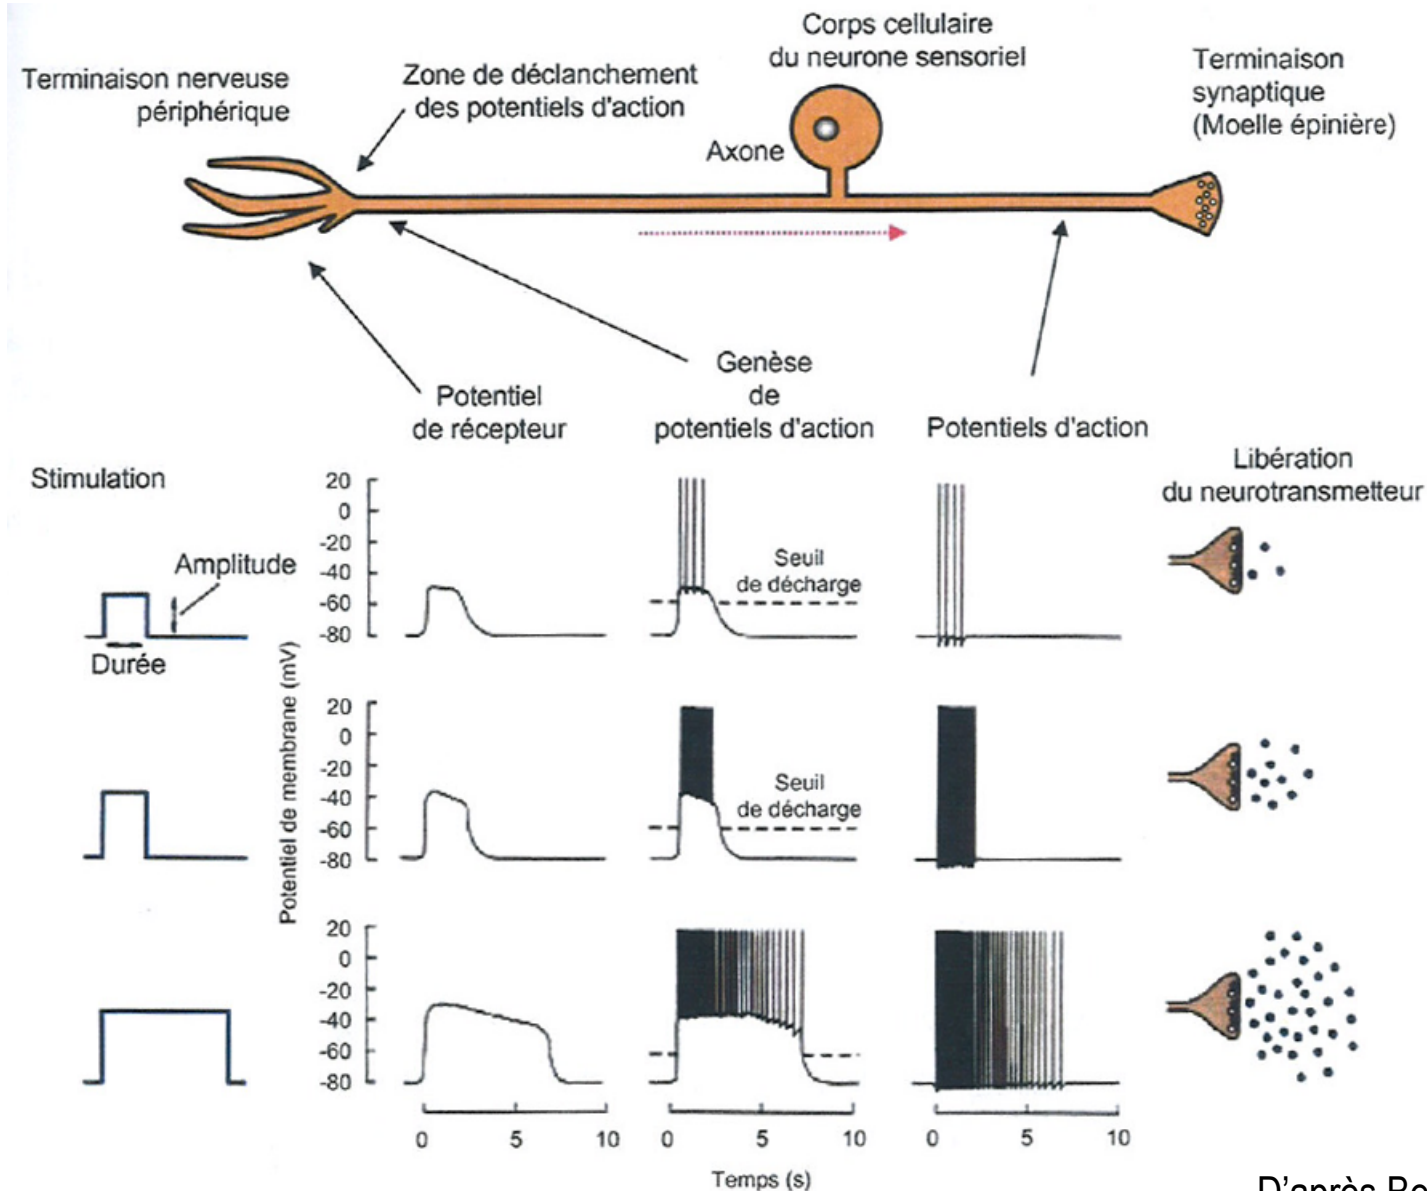 Corps cellulaire
du neurone sensoriel
Terminaison nerveuse
périphérique
Zone de déclanchement
des potentiels d'action
Terminaison
synaptique
(Moelle épinière)
Axone
Potentiel
de récepteur
Genèse
de
potentiels d'action
Potentiels d'action
Libération
du neurotransmetteur
Stimulation
Amplitude
Durée
Potentiel de membrane (mV)
20
0
-20
-40
-60
-80
Seuil
de décharge
20
0
-20
-40
-60
-80
Seuil
de décharge
20
0
-20
-40
-60
-80
0 5 10
0 5 10
0 5 10
Temps (s)
D'après